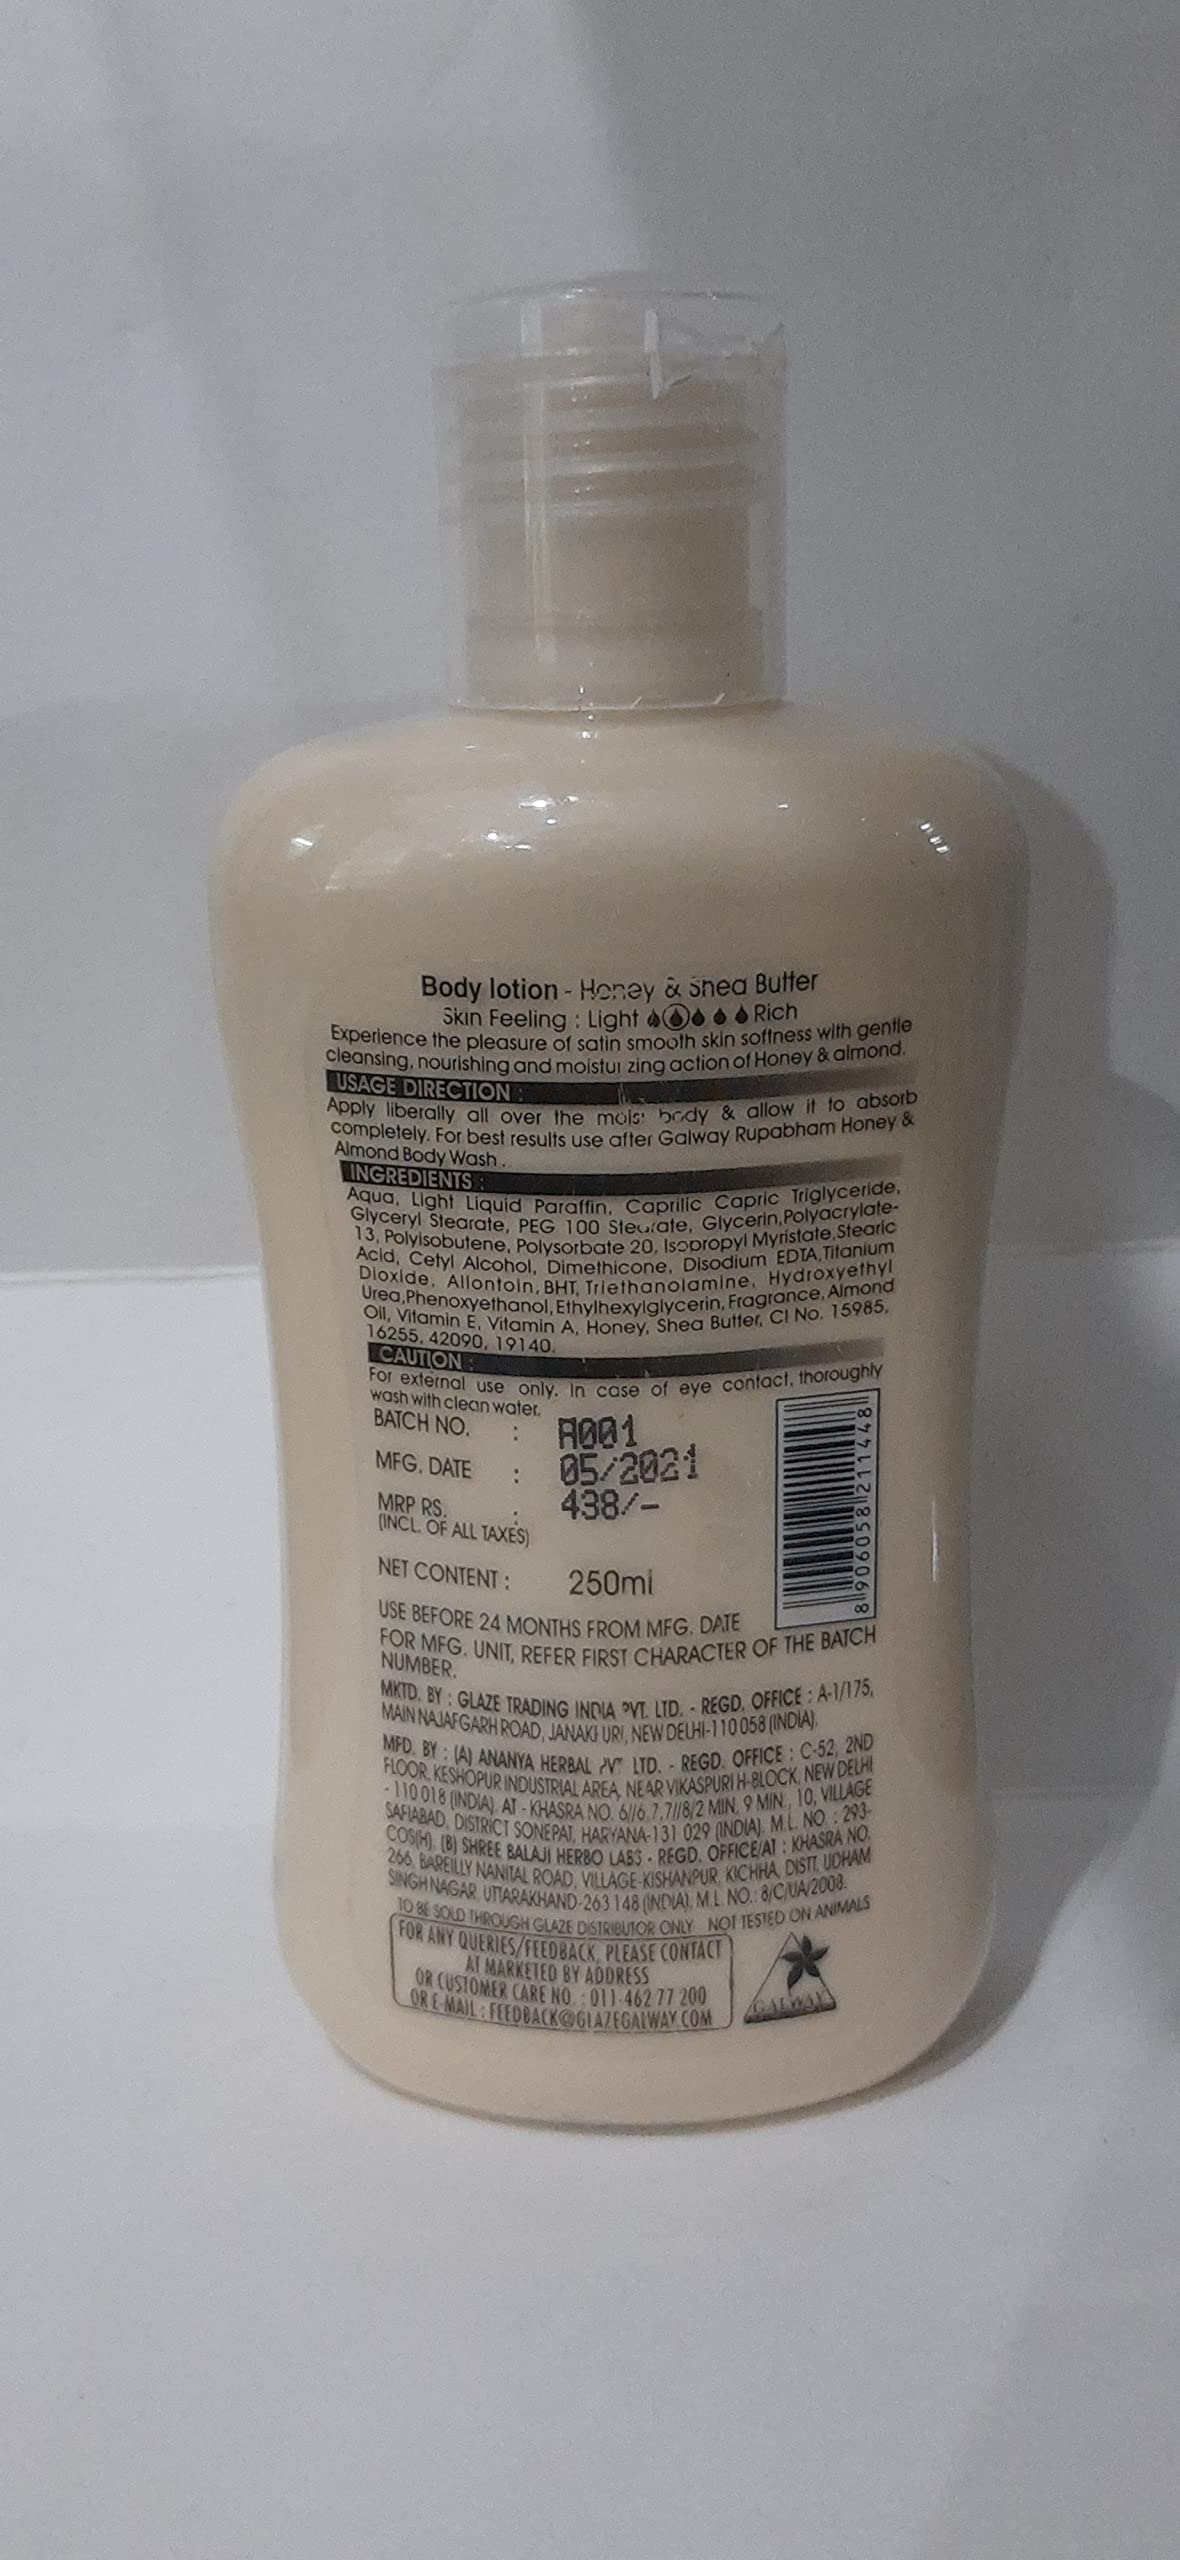 Body lotion - Honey & Shea Butter
Skin Feeling : Light Rich
Experience the pleasure of satin smooth skin softness with gentle
cleansing, nourishing and moistui zing action of Honey & almond.
USAGE DIRECTION :
Apply liberally all over the moist body & allow it to absorb
completely. For best results use after Galway Rupabham Honey &
Almond Body Wash .
INGREDIENTS :
Aqua, Light Liquid Paraffin, Caprilic Capric Triglyceride,
Glyceryl Stearate, PEG 100 Stearate, Glycerin,Polyacrylate-
13, Polyisobutene, Polysorbate 20, Isopropyl Myristate,Stearic
Acid, Cetyl Alcohol, Dimethicone, Disodium EDTA,Titanium
Dioxide, Allontoin, BHT, Triethanolamine, Hydroxyethyl
Urea,Phenoxyethanol,Ethylhexylglycerin,Fragrance,Almond
Oil, Vitamin E, Vitamin A, Honey, Shea Butter, CI No. 15985,
16255, 42090, 19140.
CAUTION :
For external use only. In case of eye contact, thoroughly
wash with clean water.
BATCH NO. : A001
MFG. DATE : 05/2021
MRP RS. : 438/-
(INCL. OF ALL TAXES)
NET CONTENT : 250ml
8906058211448
USE BEFORE 24 MONTHS FROM MFG. DATE
FOR MFG. UNIT, REFER FIRST CHARACTER OF THE BATCH
NUMBER.
MKTD. BY : GLAZE TRADING INDIA PVT. LTD. - REGD. OFFICE : A-1/175,
MAIN NAJAFGARH ROAD, JANAKI URI, NEW DELHI-110 058 (INDIA).
MFD. BY : (A) ANANYA HERBAL PVT LTD. - REGD. OFFICE : C-52, 2ND
FLOOR, KESHOPUR INDUSTRIAL AREA, NEAR VIKASPURI H-BLOCK, NEW DELHI
- 110 018 (INDIA). AT - KHASRA NO. 6//6,7,7//8/2 MIN, 9 MIN., 10, VILLAGE
SAFIABAD, DISTRICT SONEPAT, HARYANA-131 029 (INDIA). M.L. NO. : 293-
COS(H). (B) SHREE BALAJI HERBO LABS - REGD. OFFICE/AT : KHASRA NO.
266, BAREILLY NANITAL ROAD, VILLAGE-KISHANPUR, KICHHA, DISTT. UDHAM
SINGH NAGAR, UTTARAKHAND-263 148 (INDIA). M.L. NO.: 8/C/UA/2008.
TO BE SOLD THROUGH GLAZE DISTRIBUTOR ONLY NOT TESTED ON ANIMALS
FOR ANY QUERIES/FEEDBACK, PLEASE CONTACT
AT MARKETED BY ADDRESS
OR CUSTOMER CARE NO. : 011 462 77 200
OR E-MAIL : FEEDBACK@GLAZEGALWAY.COM
GALWAY